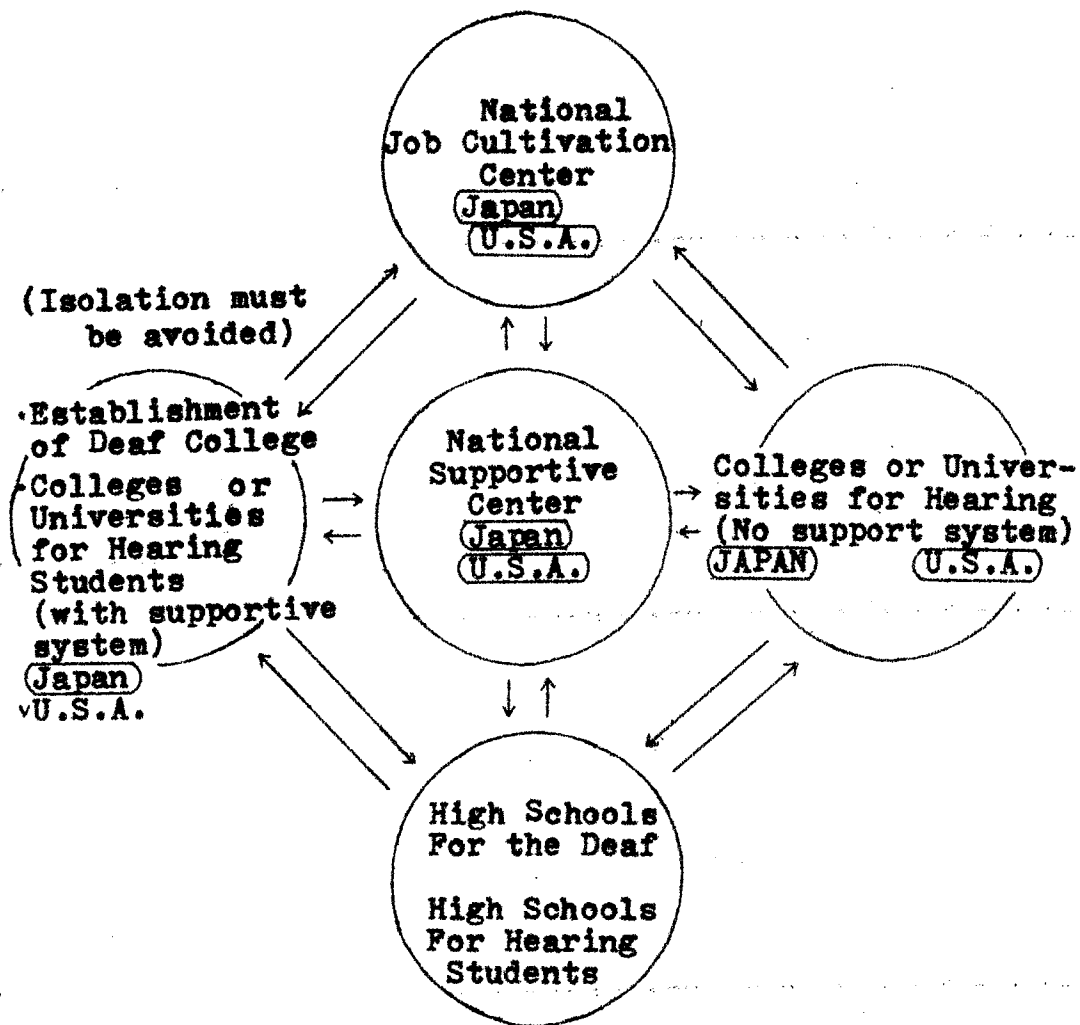 National
Job Cultivation
Center
Japan
U.S.A.
(Isolation must
be avoided)
·Establishment
of Deaf College
·Colleges or
Universities
for Hearing
Students
(with supportive
system)
Japan
U.S.A.
National
Supportive
Center
Japan
U.S.A.
Colleges or Univer-
sities for Hearing
(No support system)
JAPAN U.S.A.
High Schools
For the Deaf
High Schools
For Hearing
Students